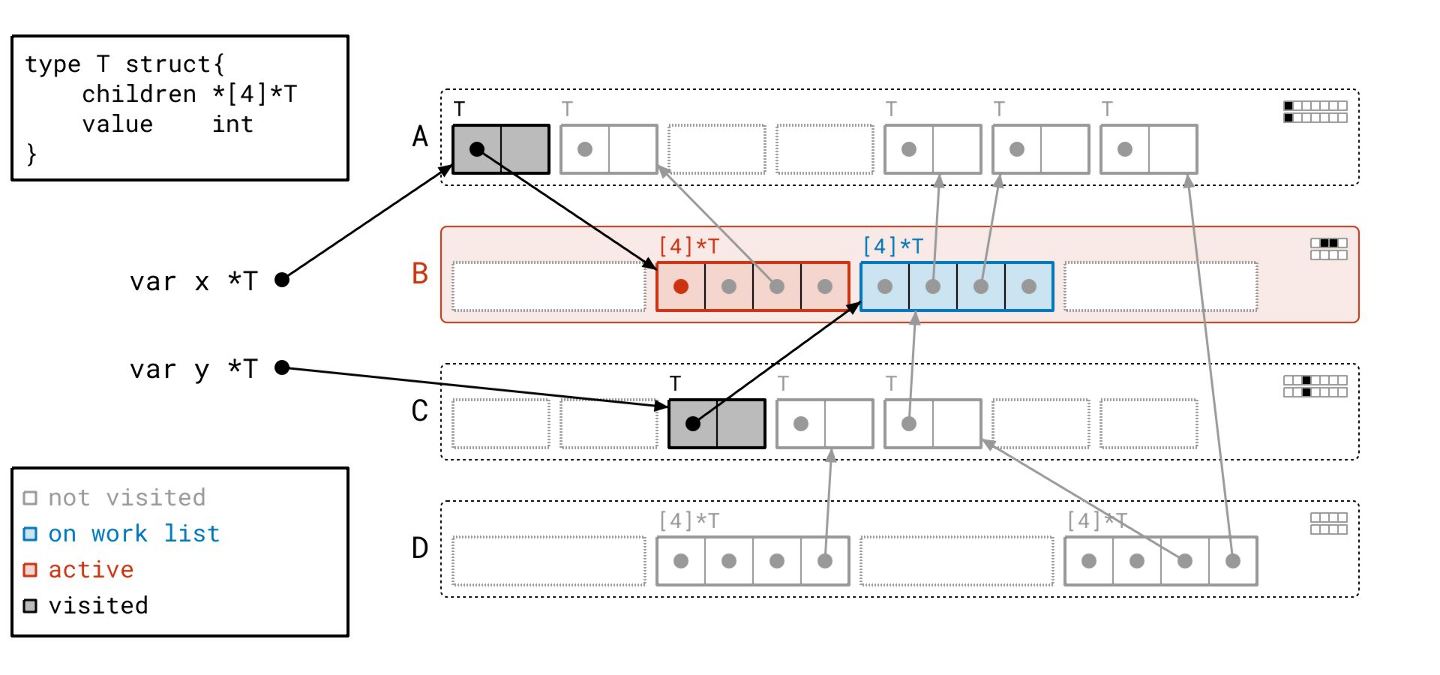 type T struct{
    children *[4]*T
    value    int
}
T T T T T
A
var x *T
[4]*T [4]*T
B
var y *T
T T T
C
not visited
on work list
active
visited
[4]*T [4]*T
D